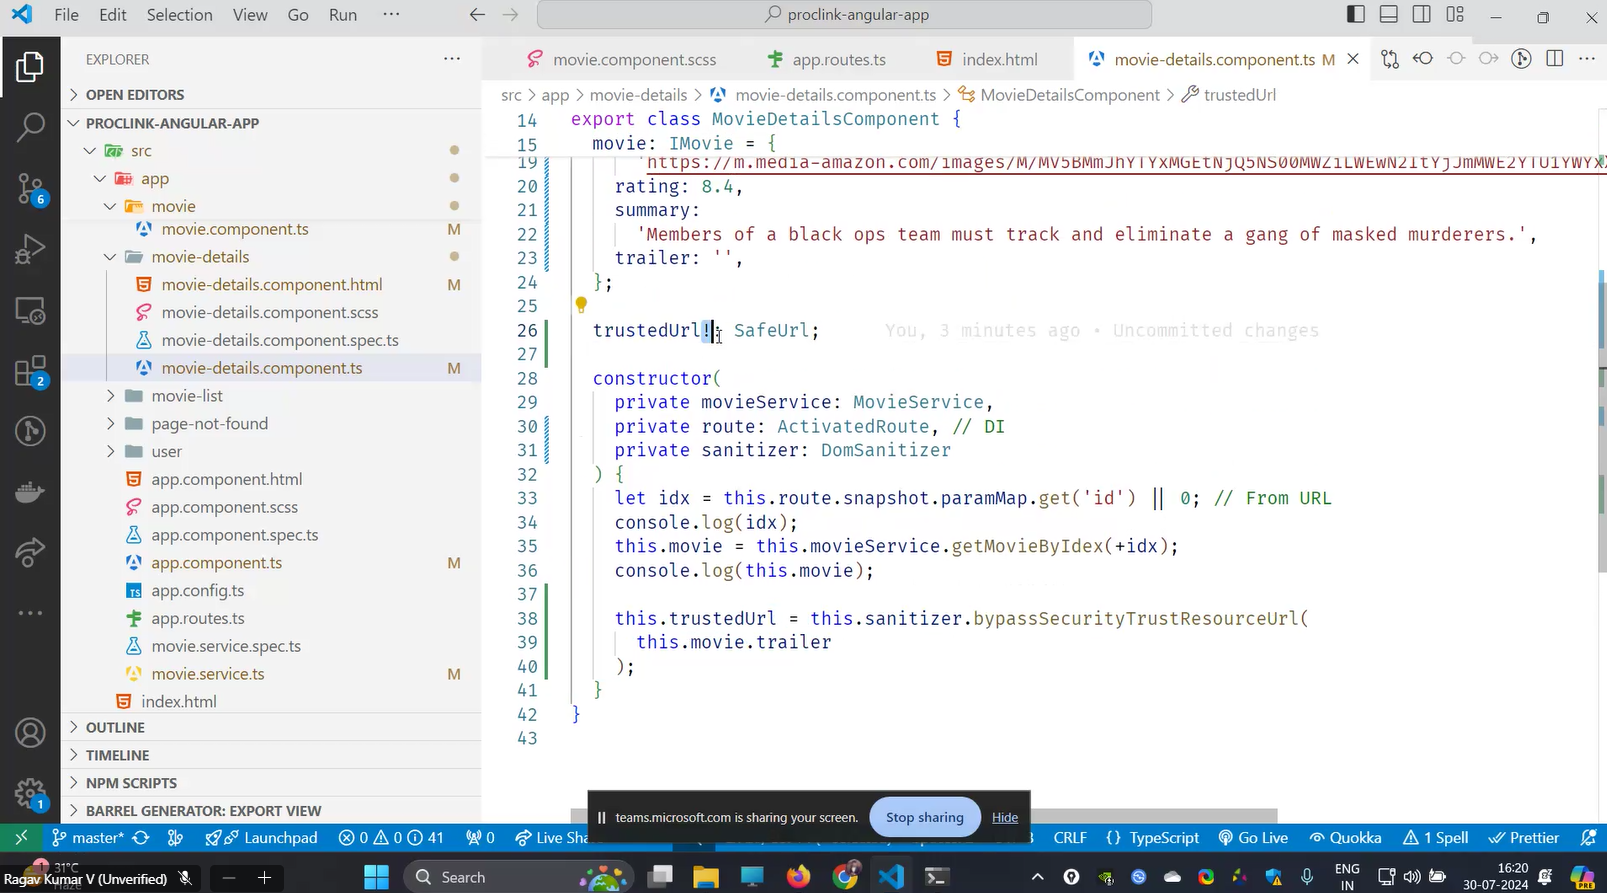 File Edit Selection View Go Run ··· proclink-angular-app
EXPLORER ···
OPEN EDITORS
PROCLINK-ANGULAR-APP
src
app
movie
movie.component.ts M
movie-details
movie-details.component.html M
movie-details.component.scss
movie-details.component.spec.ts
movie-details.component.ts M
movie-list
page-not-found
user
app.component.html
app.component.scss
app.component.spec.ts
app.component.ts M
app.config.ts
app.routes.ts
movie.service.spec.ts
movie.service.ts M
index.html
OUTLINE
TIMELINE
NPM SCRIPTS
BARREL GENERATOR: EXPORT VIEW
6
2
1
movie.component.scss app.routes.ts index.html movie-details.component.ts M
src > app > movie-details > movie-details.component.ts > MovieDetailsComponent > trustedUrl
14 export class MovieDetailsComponent {
15 movie: IMovie = {
19 'https://m.media-amazon.com/images/M/
20 rating: 8.4,
21 summary:
22 'Members of a black ops team must track and eliminate a gang of masked murderers.',
23 trailer: '',
24 };
25
26 trustedUrl!: SafeUrl; You, 3 minutes ago • Uncommitted changes
27
28 constructor(
29 private movieService: MovieService,
30 private route: ActivatedRoute, // DI
31 private sanitizer: DomSanitizer
32 ) {
33 let idx = this.route.snapshot.paramMap.get('id') || 0; // From URL
34 console.log(idx);
35 this.movie = this.movieService.getMovieByIdex(+idx);
36 console.log(this.movie);
37
38 this.trustedUrl = this.sanitizer.bypassSecurityTrustResourceUrl(
39 this.movie.trailer
40 );
41 }
42 }
43
teams.microsoft.com is sharing your screen. Stop sharing Hide
master* Launchpad 0 0 41 0 Live Sha CRLF {} TypeScript Go Live Quokka 1 Spell Prettier
31°C
Haze
Ragav Kumar V (Unverified) Search ENG IN 16:20 30-07-2024 PRE